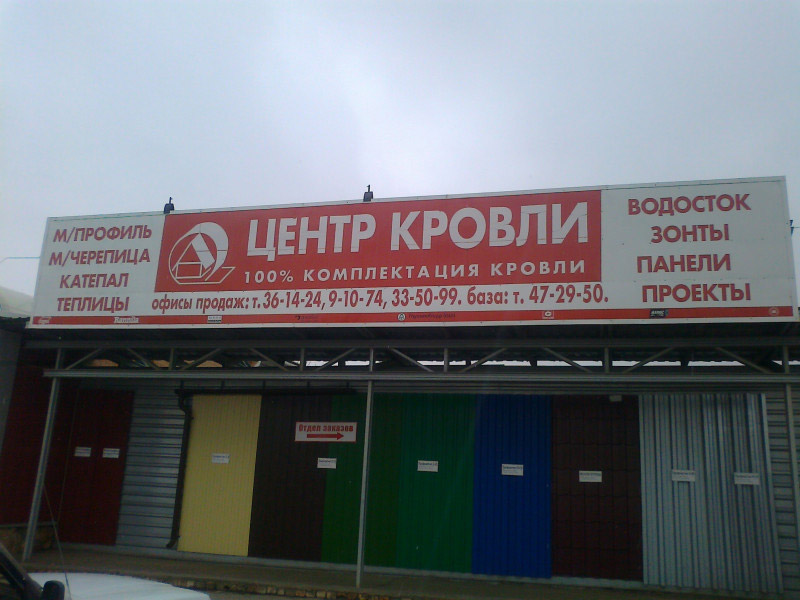 М/ПРОФИЛЬ
М/ЧЕРЕПИЦА
КАТЕПАЛ
ТЕПЛИЦЫ
ЦЕНТР КРОВЛИ
100% КОМПЛЕКТАЦИЯ КРОВЛИ
офисы продаж: т. 36-14-24, 9-10-74, 33-50-99. база: т. 47-29-50.
ВОДОСТОК
ЗОНТЫ
ПАНЕЛИ
ПРОЕКТЫ
Отдел заказов